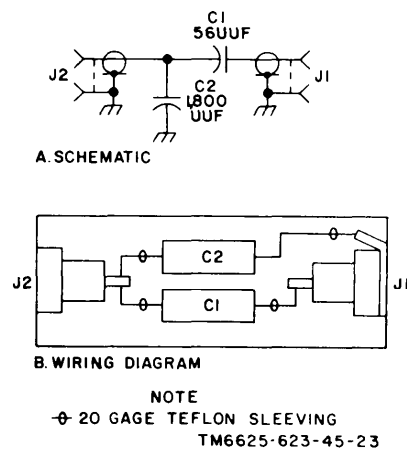 C1
56UUF
J2
J1
C2
1800
UUF
A. SCHEMATIC
J2
C2
C1
J1
B. WIRING DIAGRAM
NOTE
20 GAGE TEFLON SLEEVING
TM6625-623-45-23